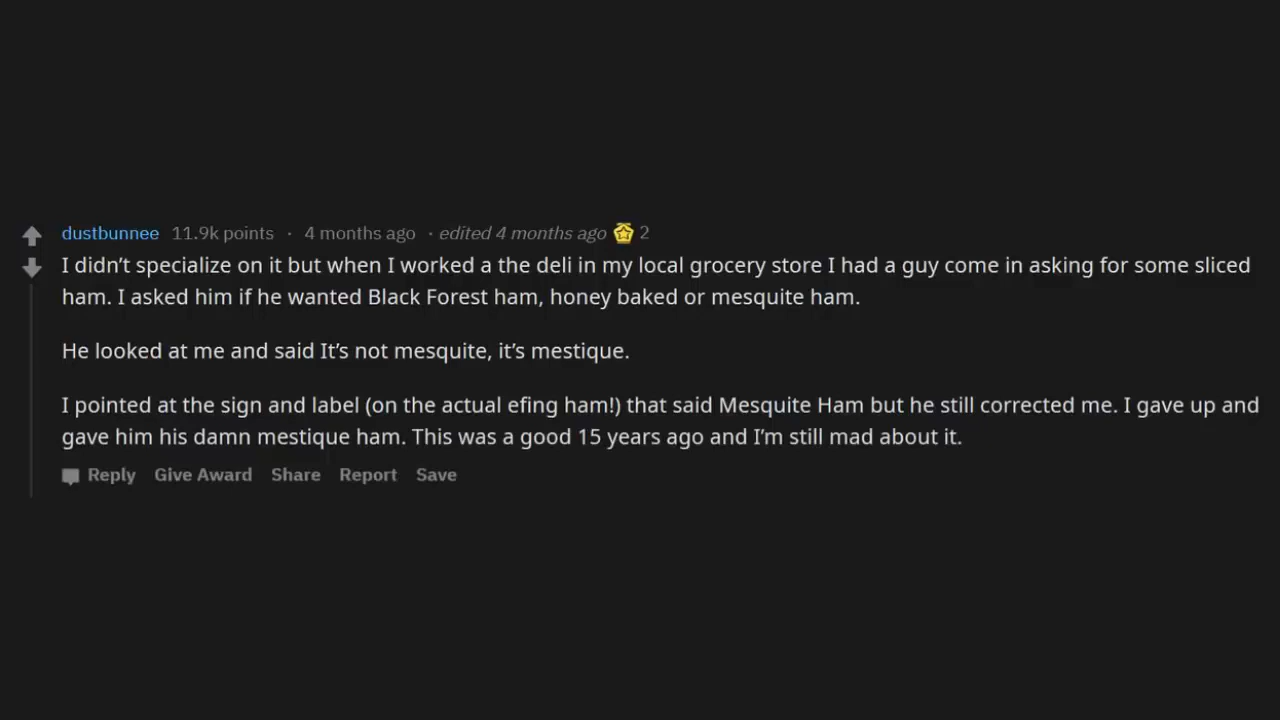 dustbunnee 11.9k points · 4 months ago · edited 4 months ago 2
I didn't specialize on it but when I worked a the deli in my local grocery store I had a guy come in asking for some sliced
ham. I asked him if he wanted Black Forest ham, honey baked or mesquite ham.
He looked at me and said It's not mesquite, it's mestique.
I pointed at the sign and label (on the actual efing ham!) that said Mesquite Ham but he still corrected me. I gave up and
gave him his damn mestique ham. This was a good 15 years ago and I'm still mad about it.
Reply Give Award Share Report Save